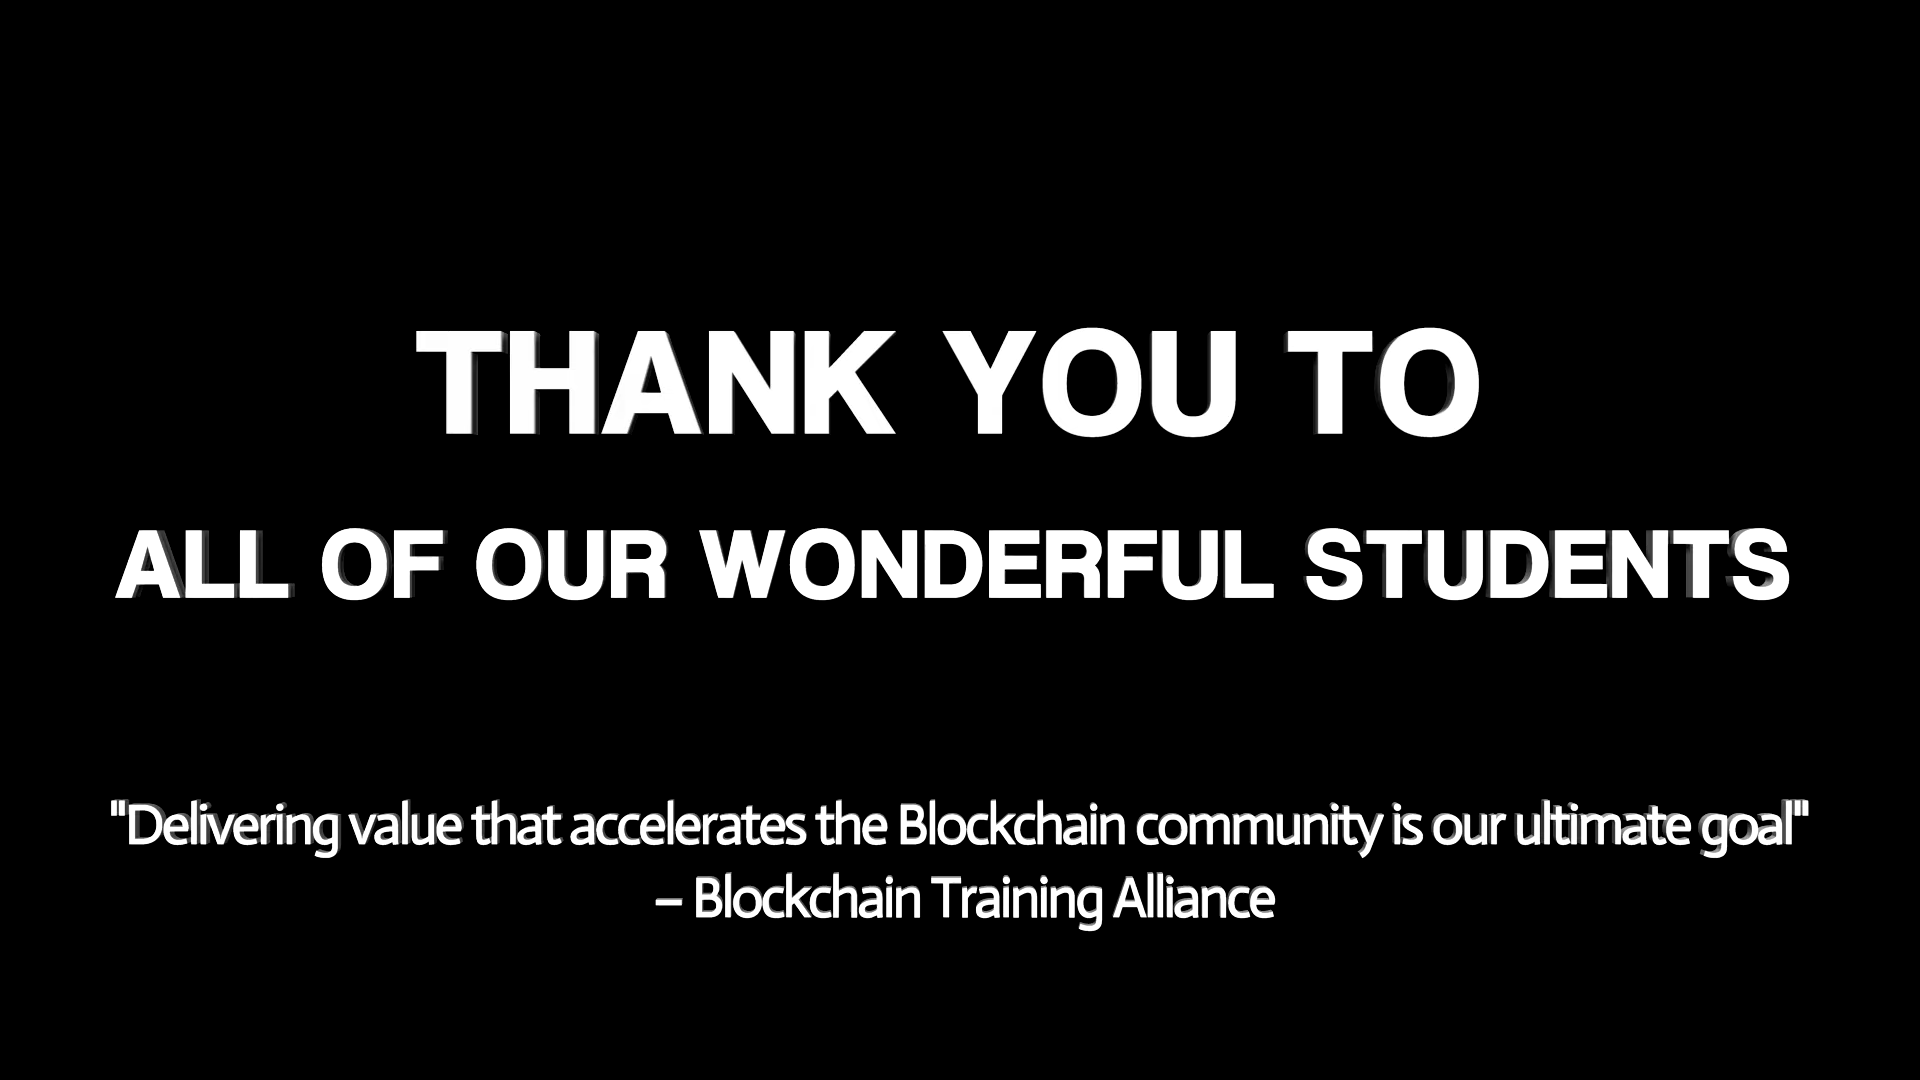 THANK YOU TO
ALL OF OUR WONDERFUL STUDENTS
"Delivering value that accelerates the Blockchain community is our ultimate goal"
– Blockchain Training Alliance